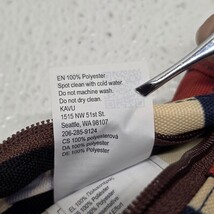 EN 100% Polyester
Spot clean with cold water.
Do not machine wash.
Do not dry clean.
KAVU
1515 NW 51st St
Seattle, WA 98107
206-285-9124
CS 100% polyesterová
DA 100% polyester
DE 100% Polyester